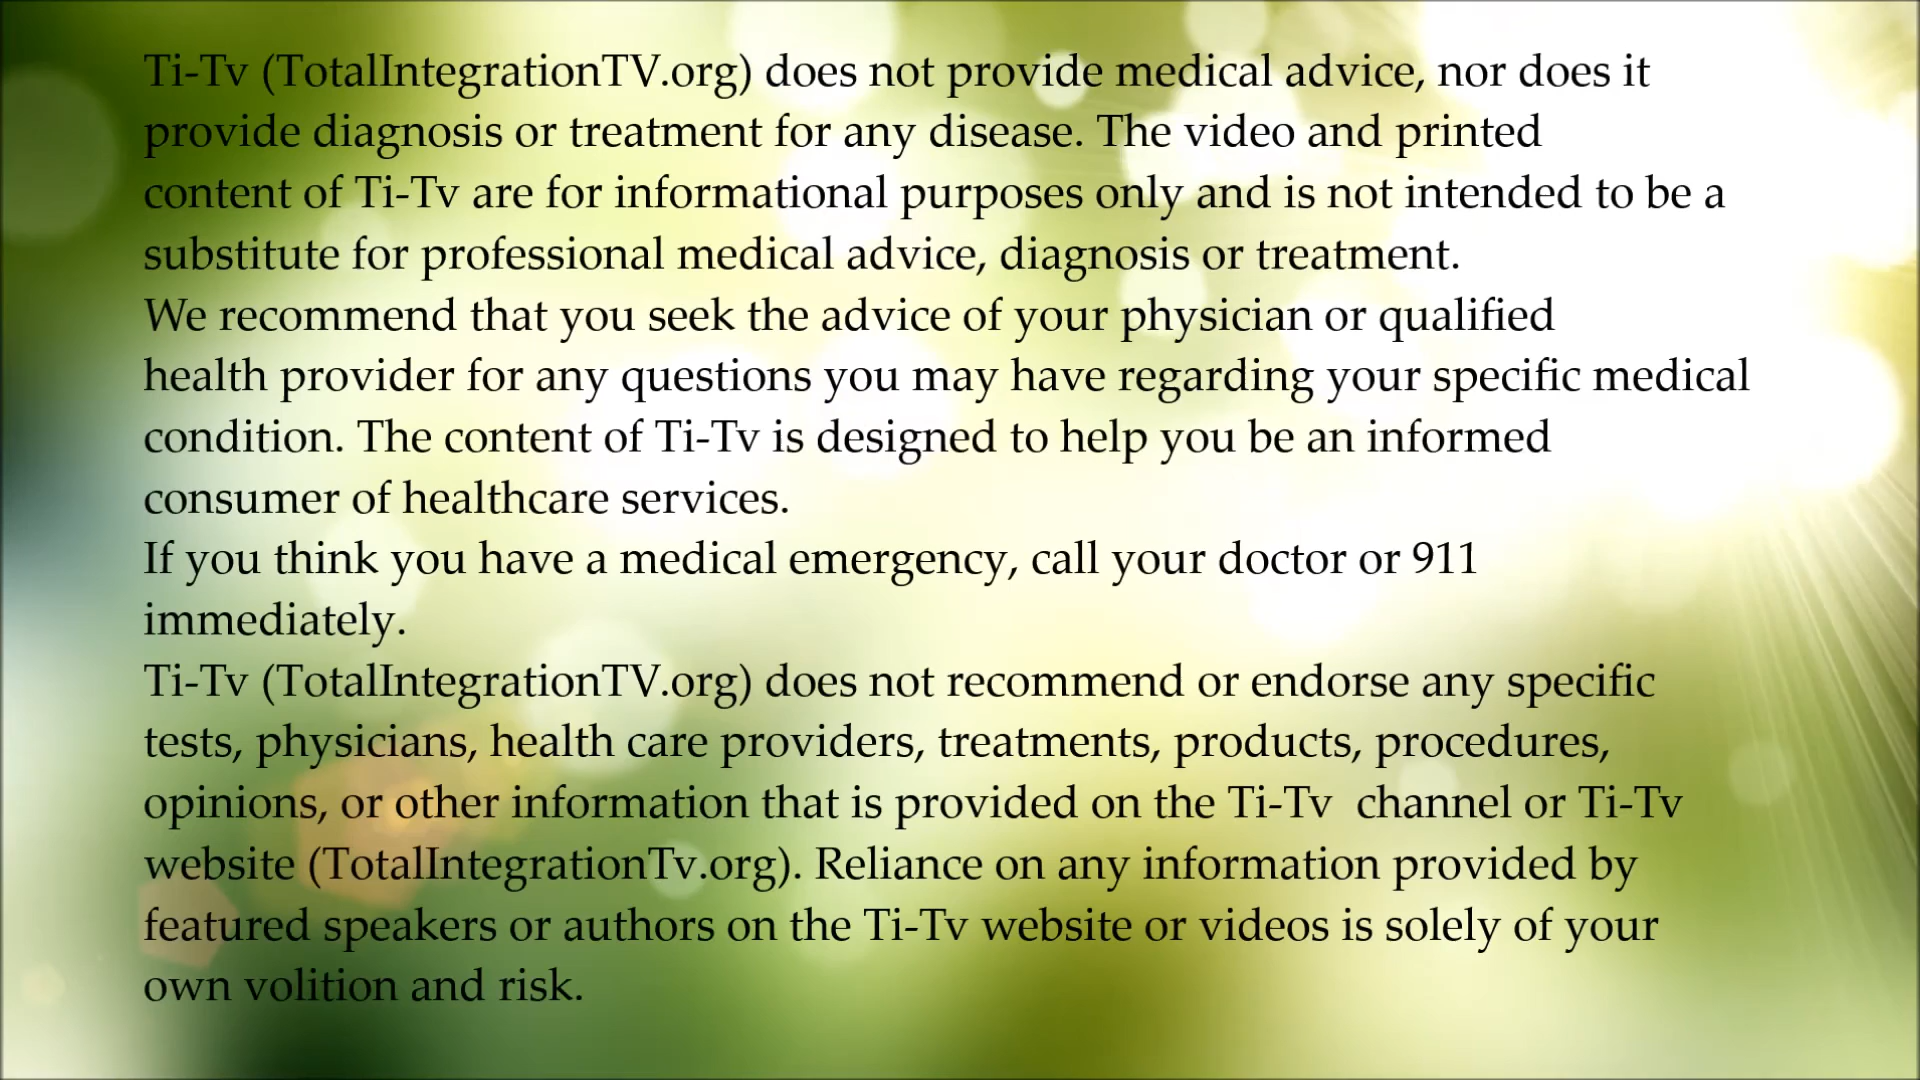 Ti-Tv (TotalIntegrationTV.org) does not provide medical advice, nor does it
provide diagnosis or treatment for any disease. The video and printed
content of Ti-Tv are for informational purposes only and is not intended to be a
substitute for professional medical advice, diagnosis or treatment.
We recommend that you seek the advice of your physician or qualified
health provider for any questions you may have regarding your specific medical
condition. The content of Ti-Tv is designed to help you be an informed
consumer of healthcare services.
If you think you have a medical emergency, call your doctor or 911
immediately.
Ti-Tv (TotalIntegrationTV.org) does not recommend or endorse any specific
tests, physicians, health care providers, treatments, products, procedures,
opinions, or other information that is provided on the Ti-Tv  channel or Ti-Tv
website (TotalIntegrationTv.org). Reliance on any information provided by
featured speakers or authors on the Ti-Tv website or videos is solely of your
own volition and risk.